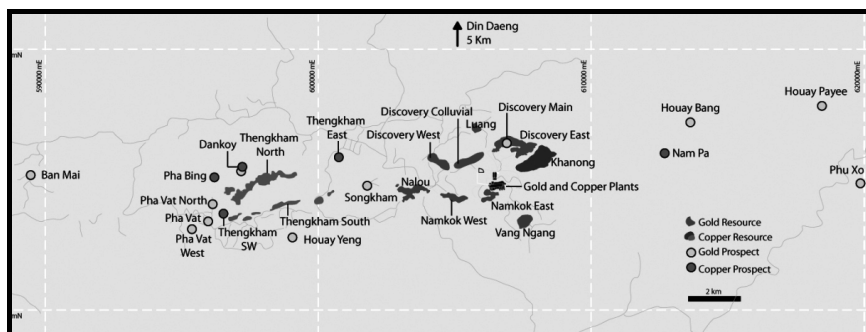 Din Daeng
5 Km
mN
590000 mE
600000 mE
610000 mE
620000 mE
Houay Payee
Houay Bang
Discovery Colluvial
Discovery Main
Thengkham
East
Luang
Discovery West
Discovery East
Dankoy
Thengkham
North
Khanong
Nam Pa
Ban Mai
Pha Bing
Phu Xo
Songkham
Nalou
Gold and Copper Plants
Pha Vat North
Namkok East
Namkok West
Pha Vat
Thengkham South
Vang Ngang
Pha Vat
West
Thengkham
SW
Houay Yeng
Gold Resource
Copper Resource
Gold Prospect
Copper Prospect
2 km
mN